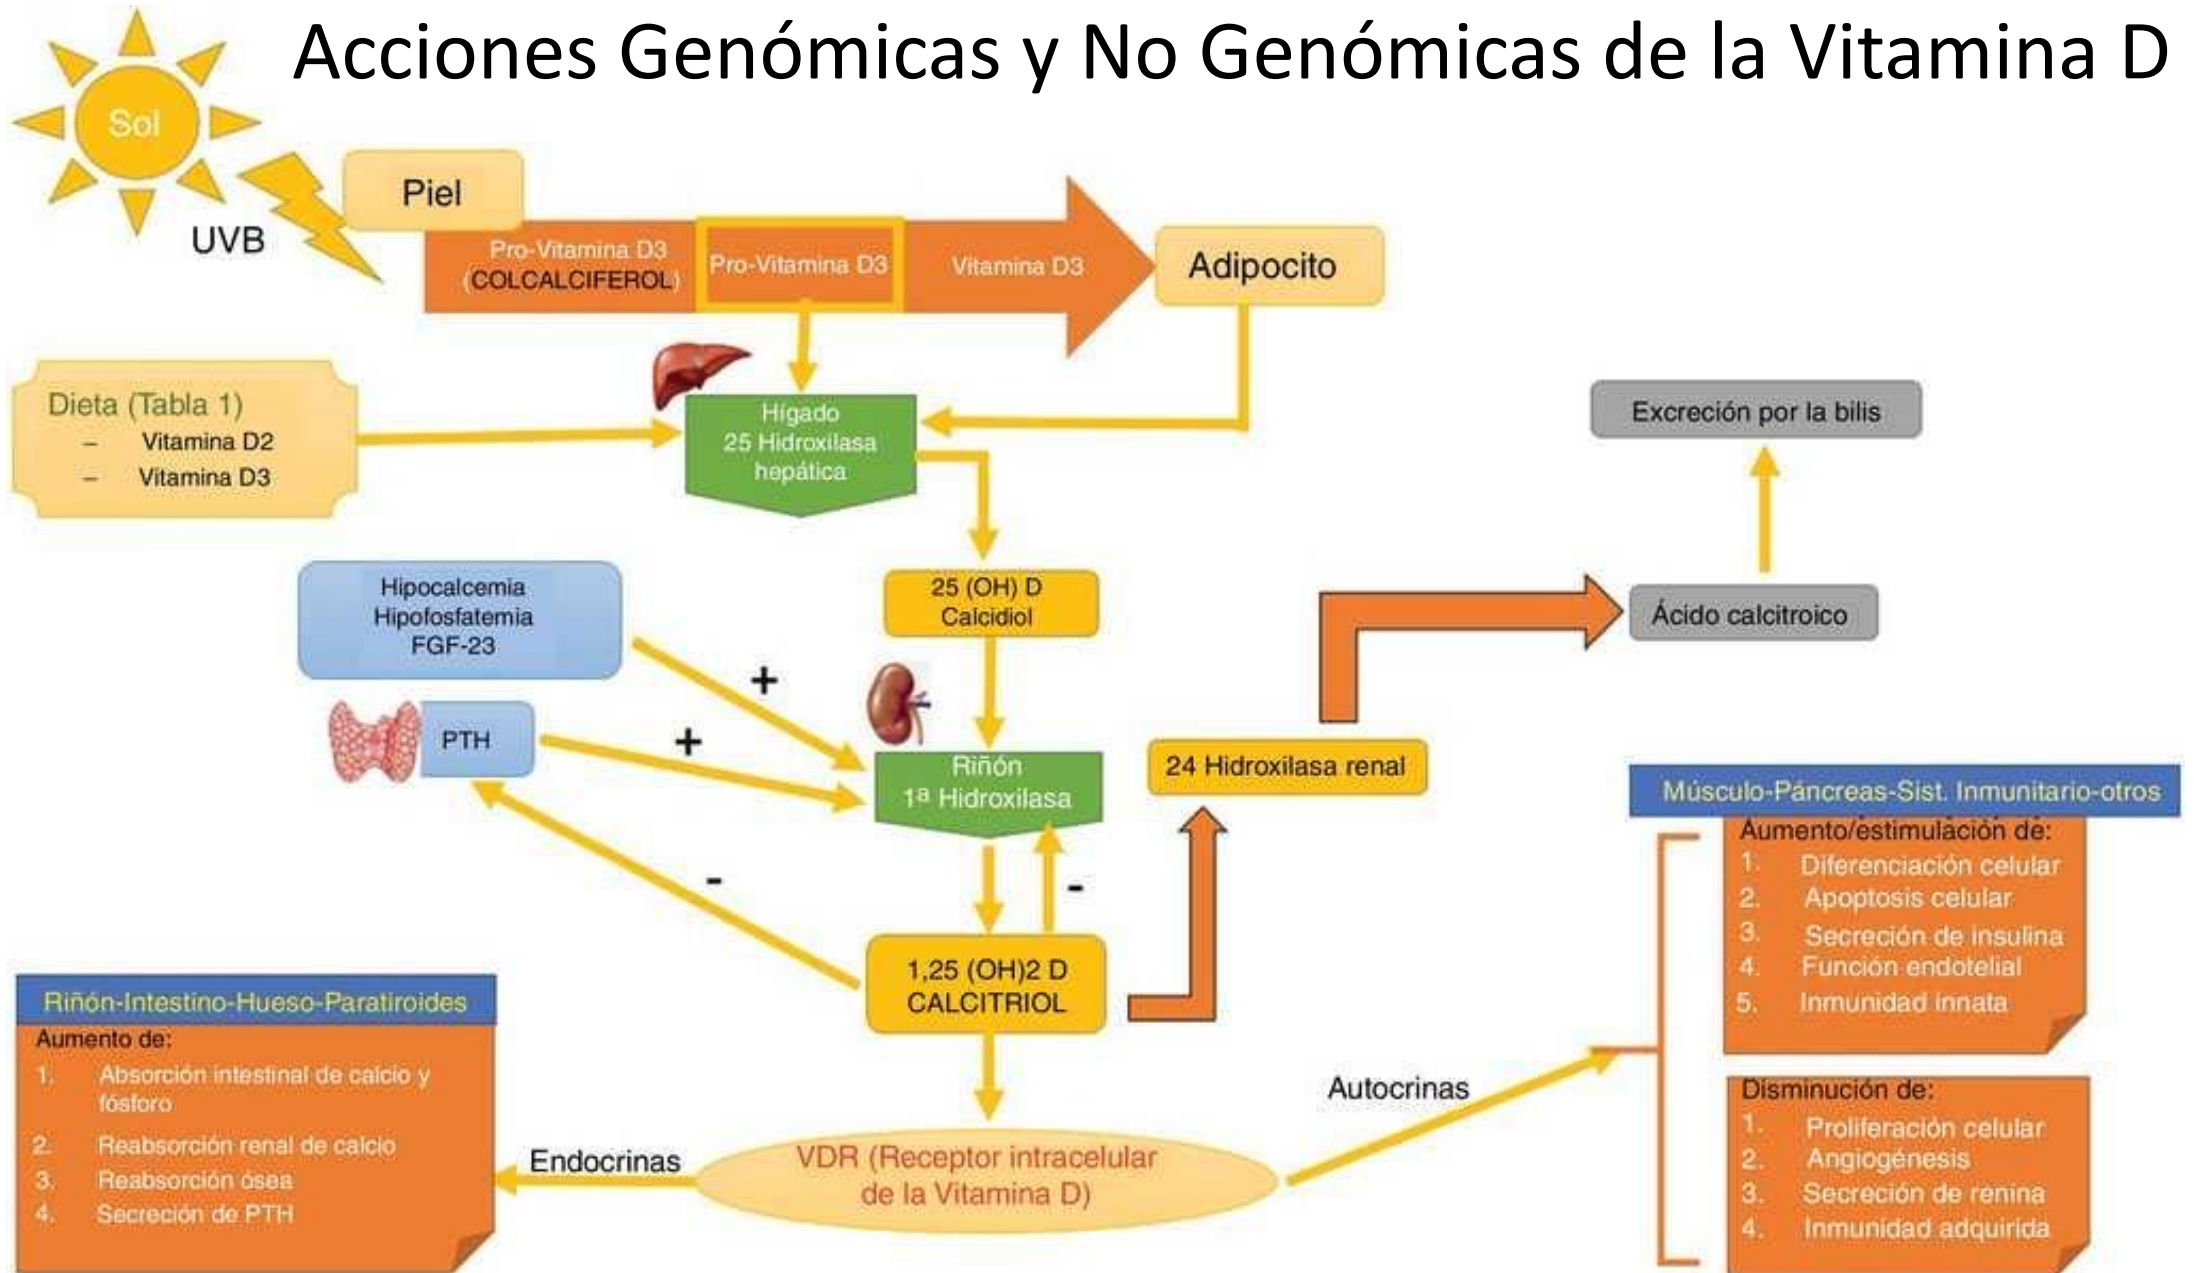 Acciones Genómicas y No Genómicas de la Vitamina D
Sol
UVB
Piel
Pro-Vitamina D3
(COLCALCIFEROL)
Pro-Vitamina D3
Vitamina D3
Adipocito
Dieta (Tabla 1)
– Vitamina D2
– Vitamina D3
Hígado
25 Hidroxilasa
hepática
Excreción por la bilis
Hipocalcemia
Hipofosfatemia
FGF-23
25 (OH) D
Calcidiol
Ácido calcitroico
+
PTH
+
Riñón
1ª Hidroxilasa
24 Hidroxilasa renal
-
-
1,25 (OH)2 D
CALCITRIOL
Músculo-Páncreas-Sist. Inmunitario-otros
Aumento/estimulación de:
1. Diferenciación celular
2. Apoptosis celular
3. Secreción de insulina
4. Función endotelial
5. Inmunidad innata
Riñón-Intestino-Hueso-Paratiroides
Aumento de:
1. Absorción intestinal de calcio y
fósforo
2. Reabsorción renal de calcio
3. Reabsorción ósea
4. Secreción de PTH
Endocrinas
VDR (Receptor intracelular
de la Vitamina D)
Autocrinas
Disminución de:
1. Proliferación celular
2. Angiogénesis
3. Secreción de renina
4. Inmunidad adquirida